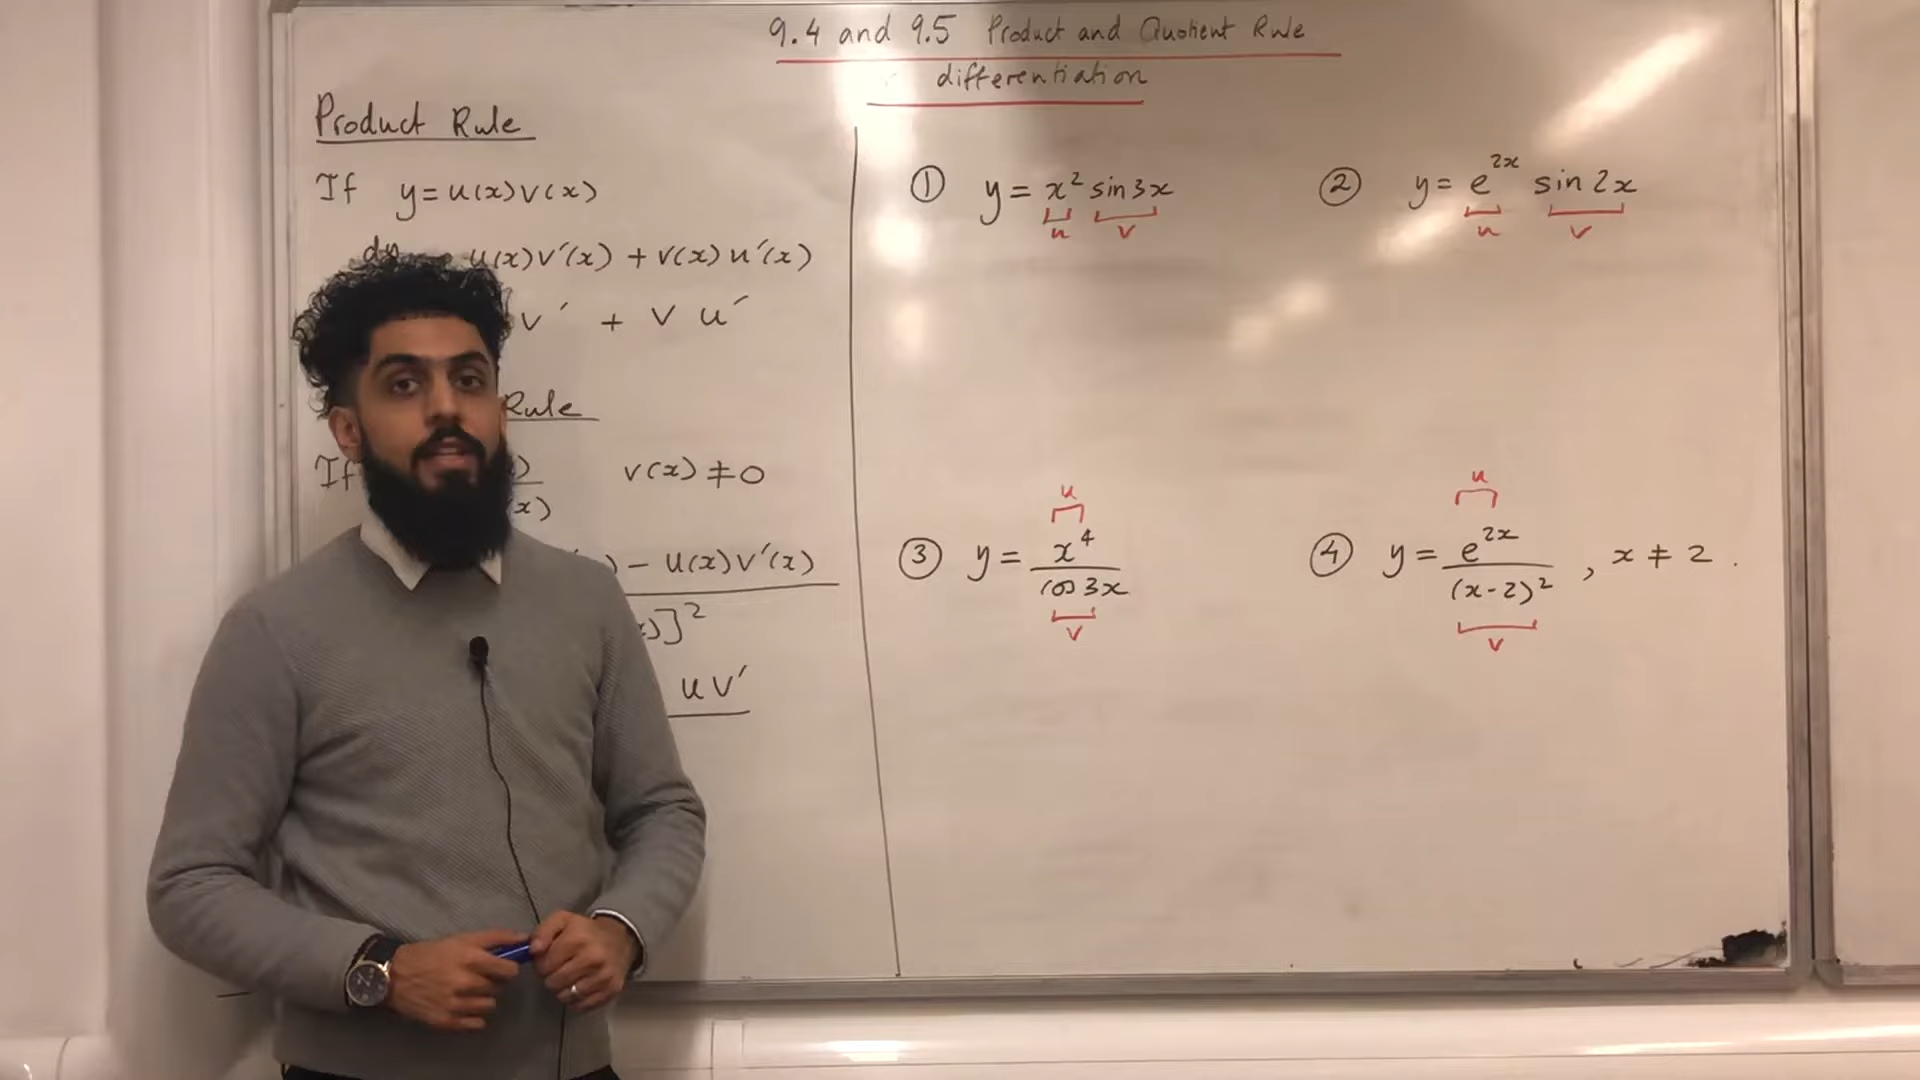 9.4 and 9.5 Product and Quotient Rule
differentiation
Product Rule
If y = u(x)v(x)
dy u(x)v'(x) + v(x)u'(x)
v' + v u'
Rule
If v(x) ≠ 0
x)
) - u(x)v'(x)
]²
u v'
① y = x² sin 3x
u v
② y = e^{2x} sin 2x
u v
u
③ y = x⁴
cos 3x
v
u
④ y = e^{2x} , x ≠ 2 .
(x-2)²
v